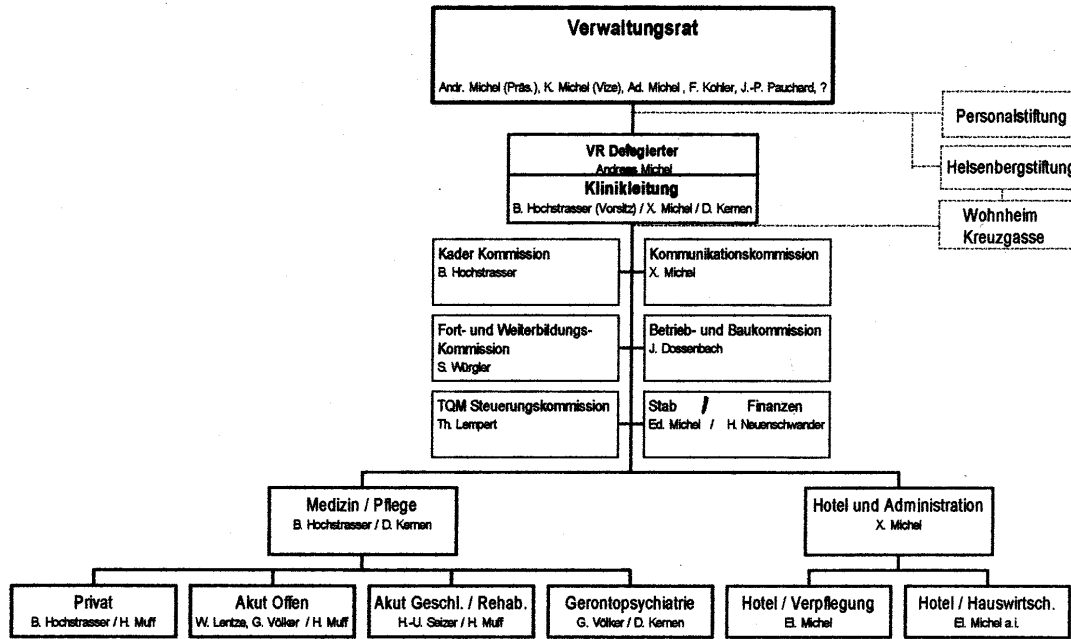 Verwaltungsrat
Andr. Michel (Präs.), K. Michel (Vize), Ad. Michel , F. Kohler, J.-P. Pauchard, ?
Personalstiftung
VR Delegierter
Andreas Michel
Heisenbergstiftung
Klinikleitung
B. Hochstrasser (Vorsitz) / X. Michel / D. Kernen
Wohnheim
Kreuzgasse
Kader Kommission
B. Hochstrasser
Kommunikationskommission
X. Michel
Fort- und Weiterbildungs-
Kommission
S. Würgler
Betrieb- und Baukommission
J. Dossenbach
TQM Steuerungskommission
Th. Lempert
Stab / Finanzen
Ed. Michel / H. Neuenschwander
Medizin / Pflege
B. Hochstrasser / D. Kernen
Hotel und Administration
X. Michel
Privat
B. Hochstrasser / H. Muff
Akut Offen
W. Lentze, G. Völker / H. Muff
Akut Geschl. / Rehab.
H.-U. Seizer / H. Muff
Gerontopsychiatrie
G. Völker / D. Kernen
Hotel / Verpflegung
El. Michel
Hotel / Hauswirtsch.
El. Michel a.i.